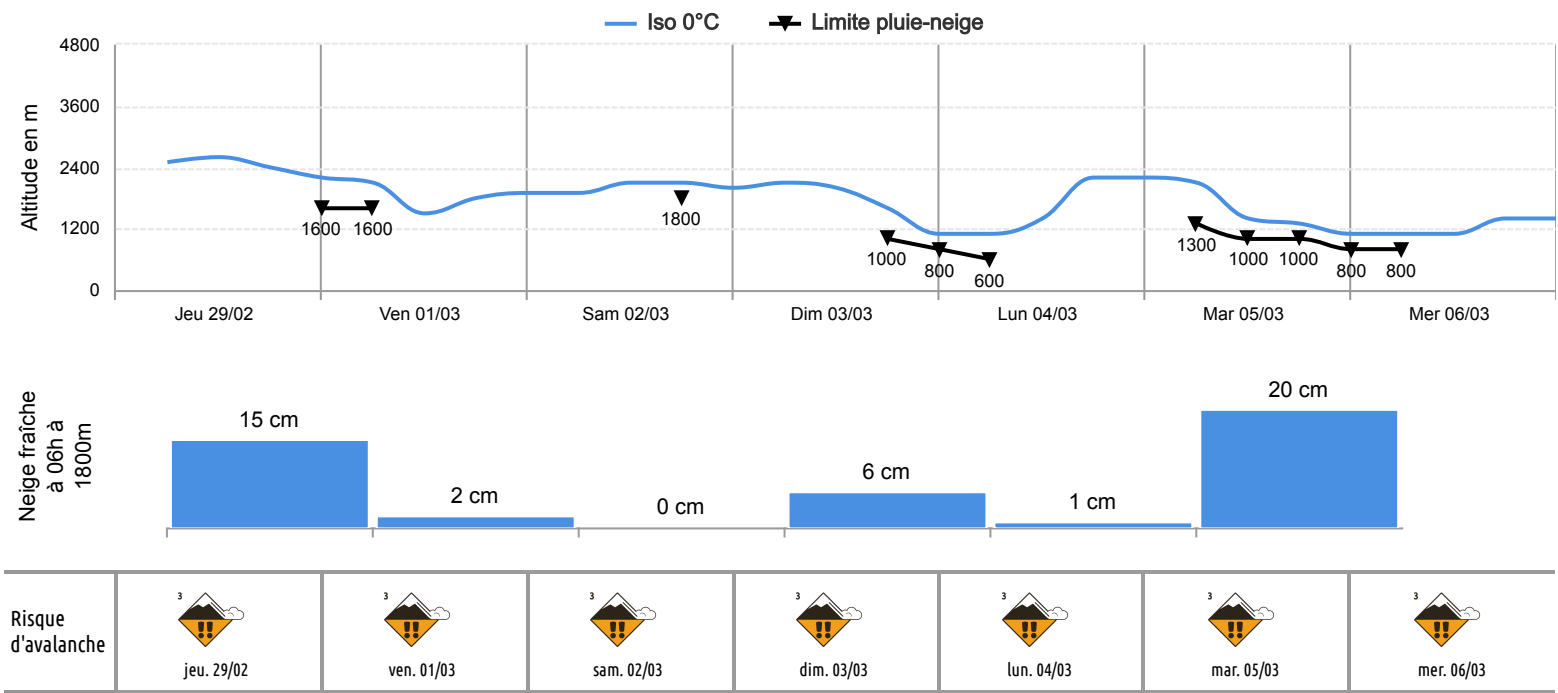 Iso 0°C
Limite pluie-neige
Altitude en m
4800
3600
2400
1200
0
1600
1600
1800
1000
800
600
1300
1000
1000
800
800
Jeu 29/02
Ven 01/03
Sam 02/03
Dim 03/03
Lun 04/03
Mar 05/03
Mer 06/03
Neige fraîche
à 06h à
1800m
15 cm
2 cm
0 cm
6 cm
1 cm
20 cm
Risque
d'avalanche
3
!!
jeu. 29/02
3
!!
ven. 01/03
3
!!
sam. 02/03
3
!!
dim. 03/03
3
!!
lun. 04/03
3
!!
mar. 05/03
3
!!
mer. 06/03